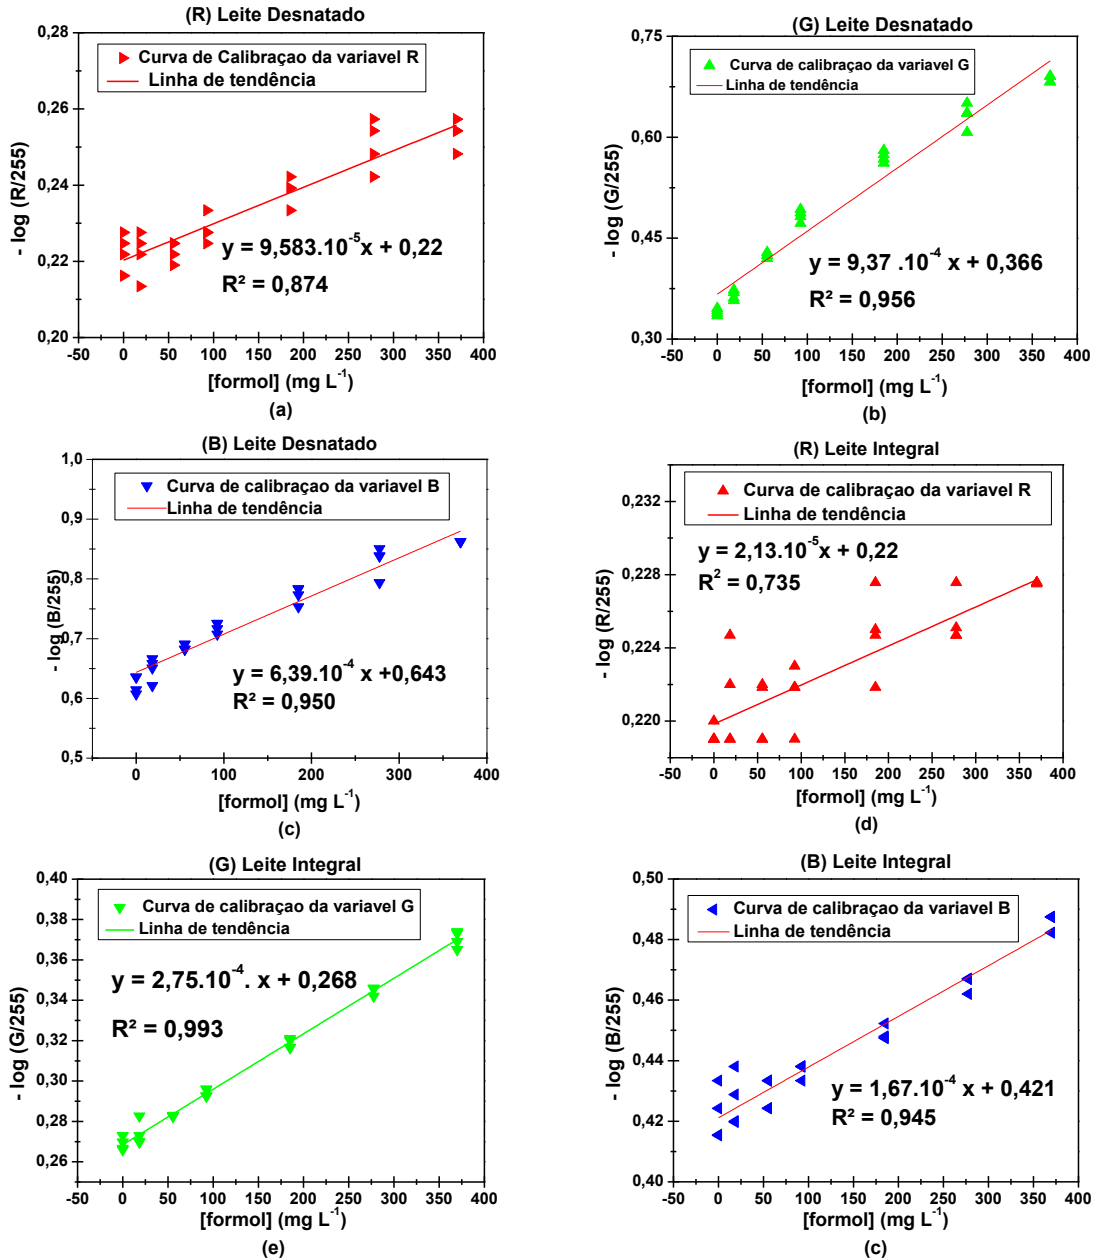 (R) Leite Desnatado
0,28
0,26
0,24
0,22
0,20
- log (R/255)
Curva de Calibraçao da variavel R
Linha de tendência
y = 9,583.10⁻⁵x + 0,22
R² = 0,874
-50 0 50 100 150 200 250 300 350 400
[formol] (mg L⁻¹)
(a)
(G) Leite Desnatado
0,75
0,60
0,45
0,30
- log (G/255)
Curva de calibraçao da variavel G
Linha de tendência
y = 9,37 .10⁻⁴ x + 0,366
R² = 0,956
-50 0 50 100 150 200 250 300 350 400
[formol] (mg L⁻¹)
(b)
(B) Leite Desnatado
1,0
0,9
0,8
0,7
0,6
0,5
- log (B/255)
Curva de calibraçao da variavel B
Linha de tendência
y = 6,39.10⁻⁴ x +0,643
R² = 0,950
0 100 200 300 400
[formol] (mg L⁻¹)
(c)
(R) Leite Integral
0,232
0,228
0,224
0,220
- log (R/255)
Curva de calibraçao da variavel R
Linha de tendência
y = 2,13.10⁻⁵x + 0,22
R² = 0,735
-50 0 50 100 150 200 250 300 350 400
[formol] (mg L⁻¹)
(d)
(G) Leite Integral
0,40
0,38
0,36
0,34
0,32
0,30
0,28
0,26
- log (G/255)
Curva de calibraçao da variavel G
Linha de tendência
y = 2,75.10⁻⁴. x + 0,268
R² = 0,993
-50 0 50 100 150 200 250 300 350 400
[formol] (mg L⁻¹)
(e)
(B) Leite Integral
0,50
0,48
0,46
0,44
0,42
0,40
- log (B/255)
Curva de calibraçao da variavel B
Linha de tendência
y = 1,67.10⁻⁴ x + 0,421
R² = 0,945
-50 0 50 100 150 200 250 300 350 400
[formol] (mg L⁻¹)
(c)